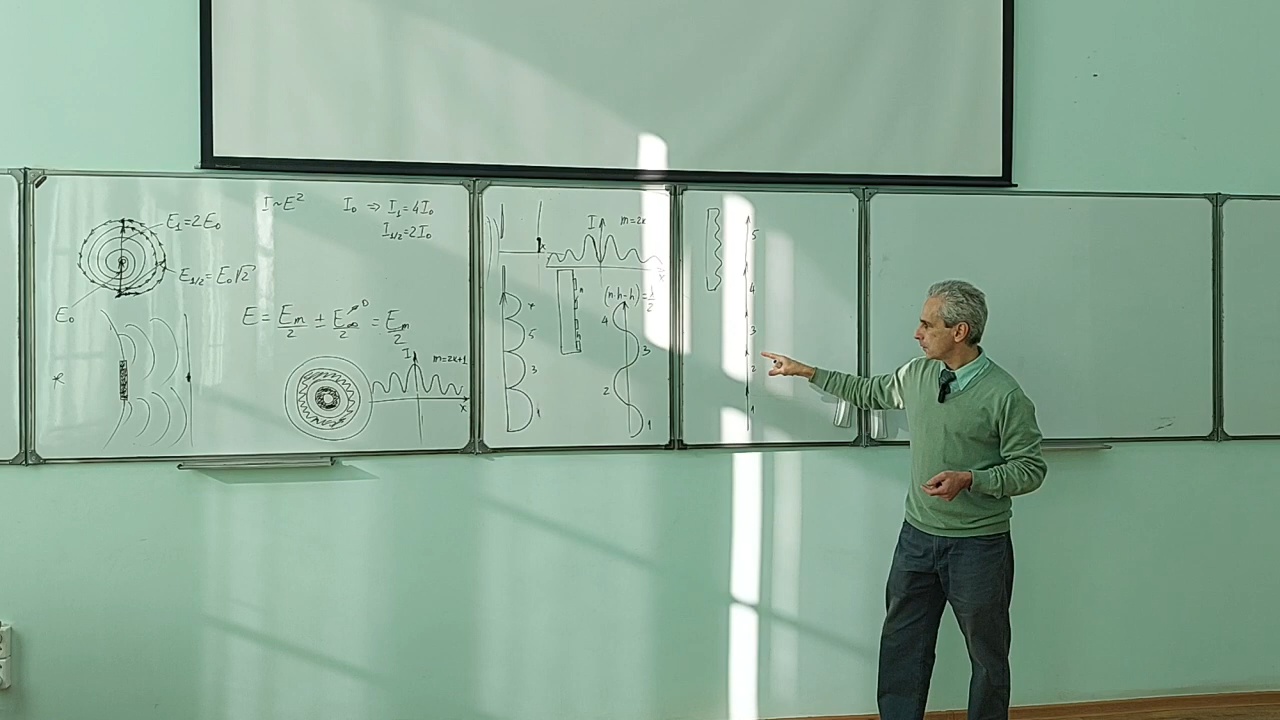 I~E²
I₀ ⇒ I₁=4I₀
I₁/₂=2I₀
E₁=2E₀
E₁/₂=E₀√2
E₀
E = Eₘ/2 ± E∞/2 ↗0 = Eₘ/2
I
m=2k+1
x
I
m=2k
x
x
n
(n·h-h)=λ/2
5
3
1
4
3
2
1
5
4
3
2
1